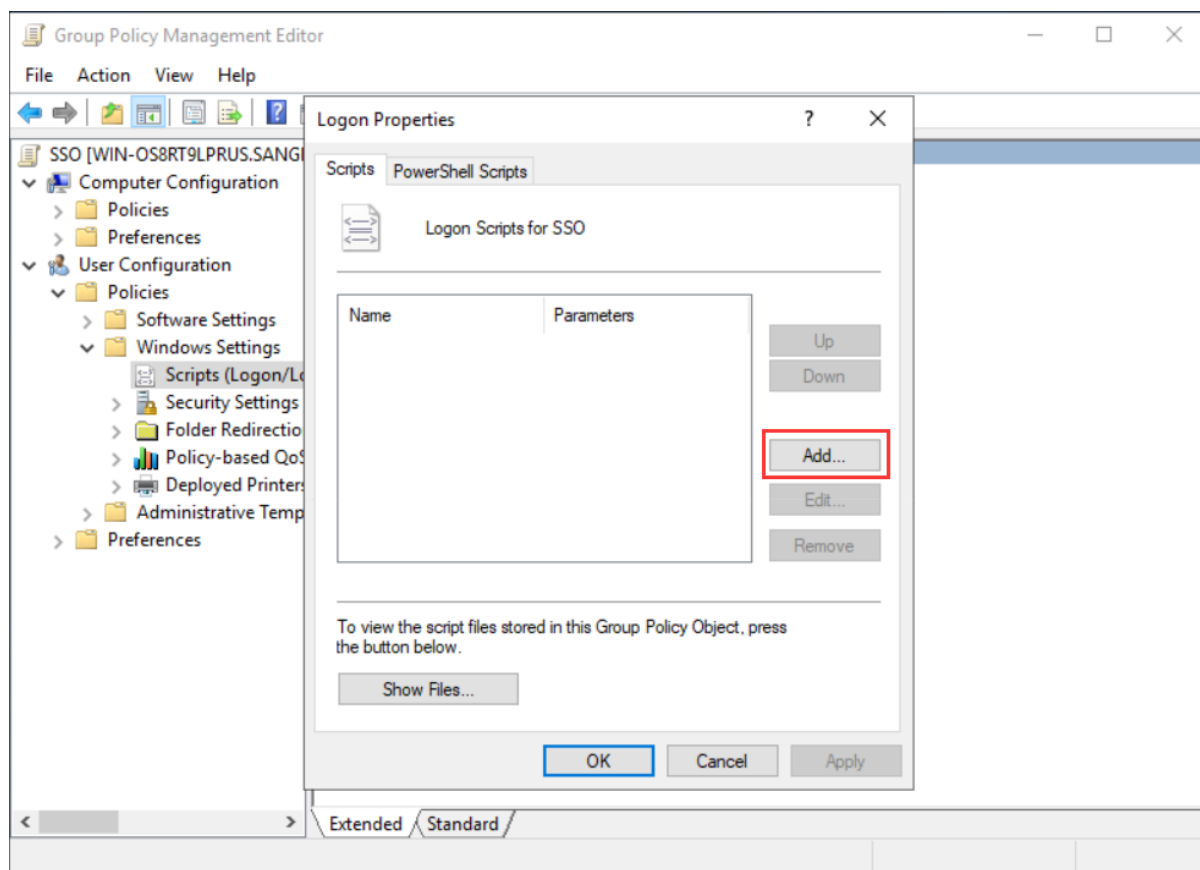 Group Policy Management Editor
File Action View Help
Logon Properties
?
SSO [WIN-OS8RT9LPRUS.SANG
Computer Configuration
Policies
Preferences
User Configuration
Policies
Software Settings
Windows Settings
Scripts (Logon/Lo
Security Settings
Folder Redirectio
Policy-based QoS
Deployed Printers
Administrative Temp
Preferences
Scripts PowerShell Scripts
Logon Scripts for SSO
Name Parameters
Up
Down
Add...
Edit...
Remove
To view the script files stored in this Group Policy Object, press
the button below.
Show Files...
OK Cancel Apply
Extended Standard